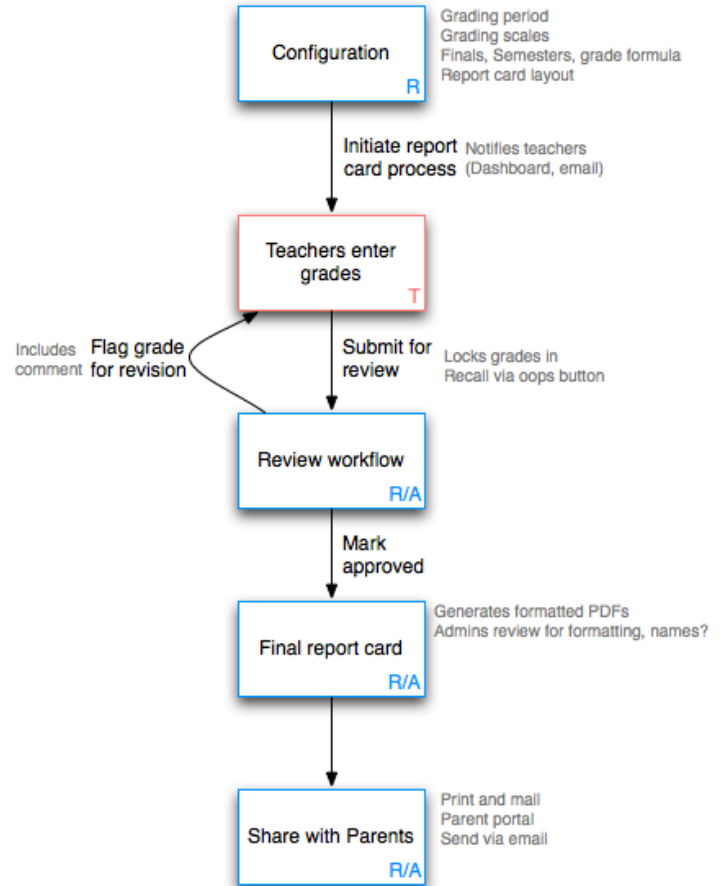 Configuration
R
Grading period
Grading scales
Finals, Semesters, grade formula
Report card layout
Initiate report
card process
Notifies teachers
(Dashboard, email)
Teachers enter
grades
T
Includes
comment
Flag grade
for revision
Submit for
review
Locks grades in
Recall via oops button
Review workflow
R/A
Mark
approved
Final report card
R/A
Generates formatted PDFs
Admins review for formatting, names?
Share with Parents
R/A
Print and mail
Parent portal
Send via email